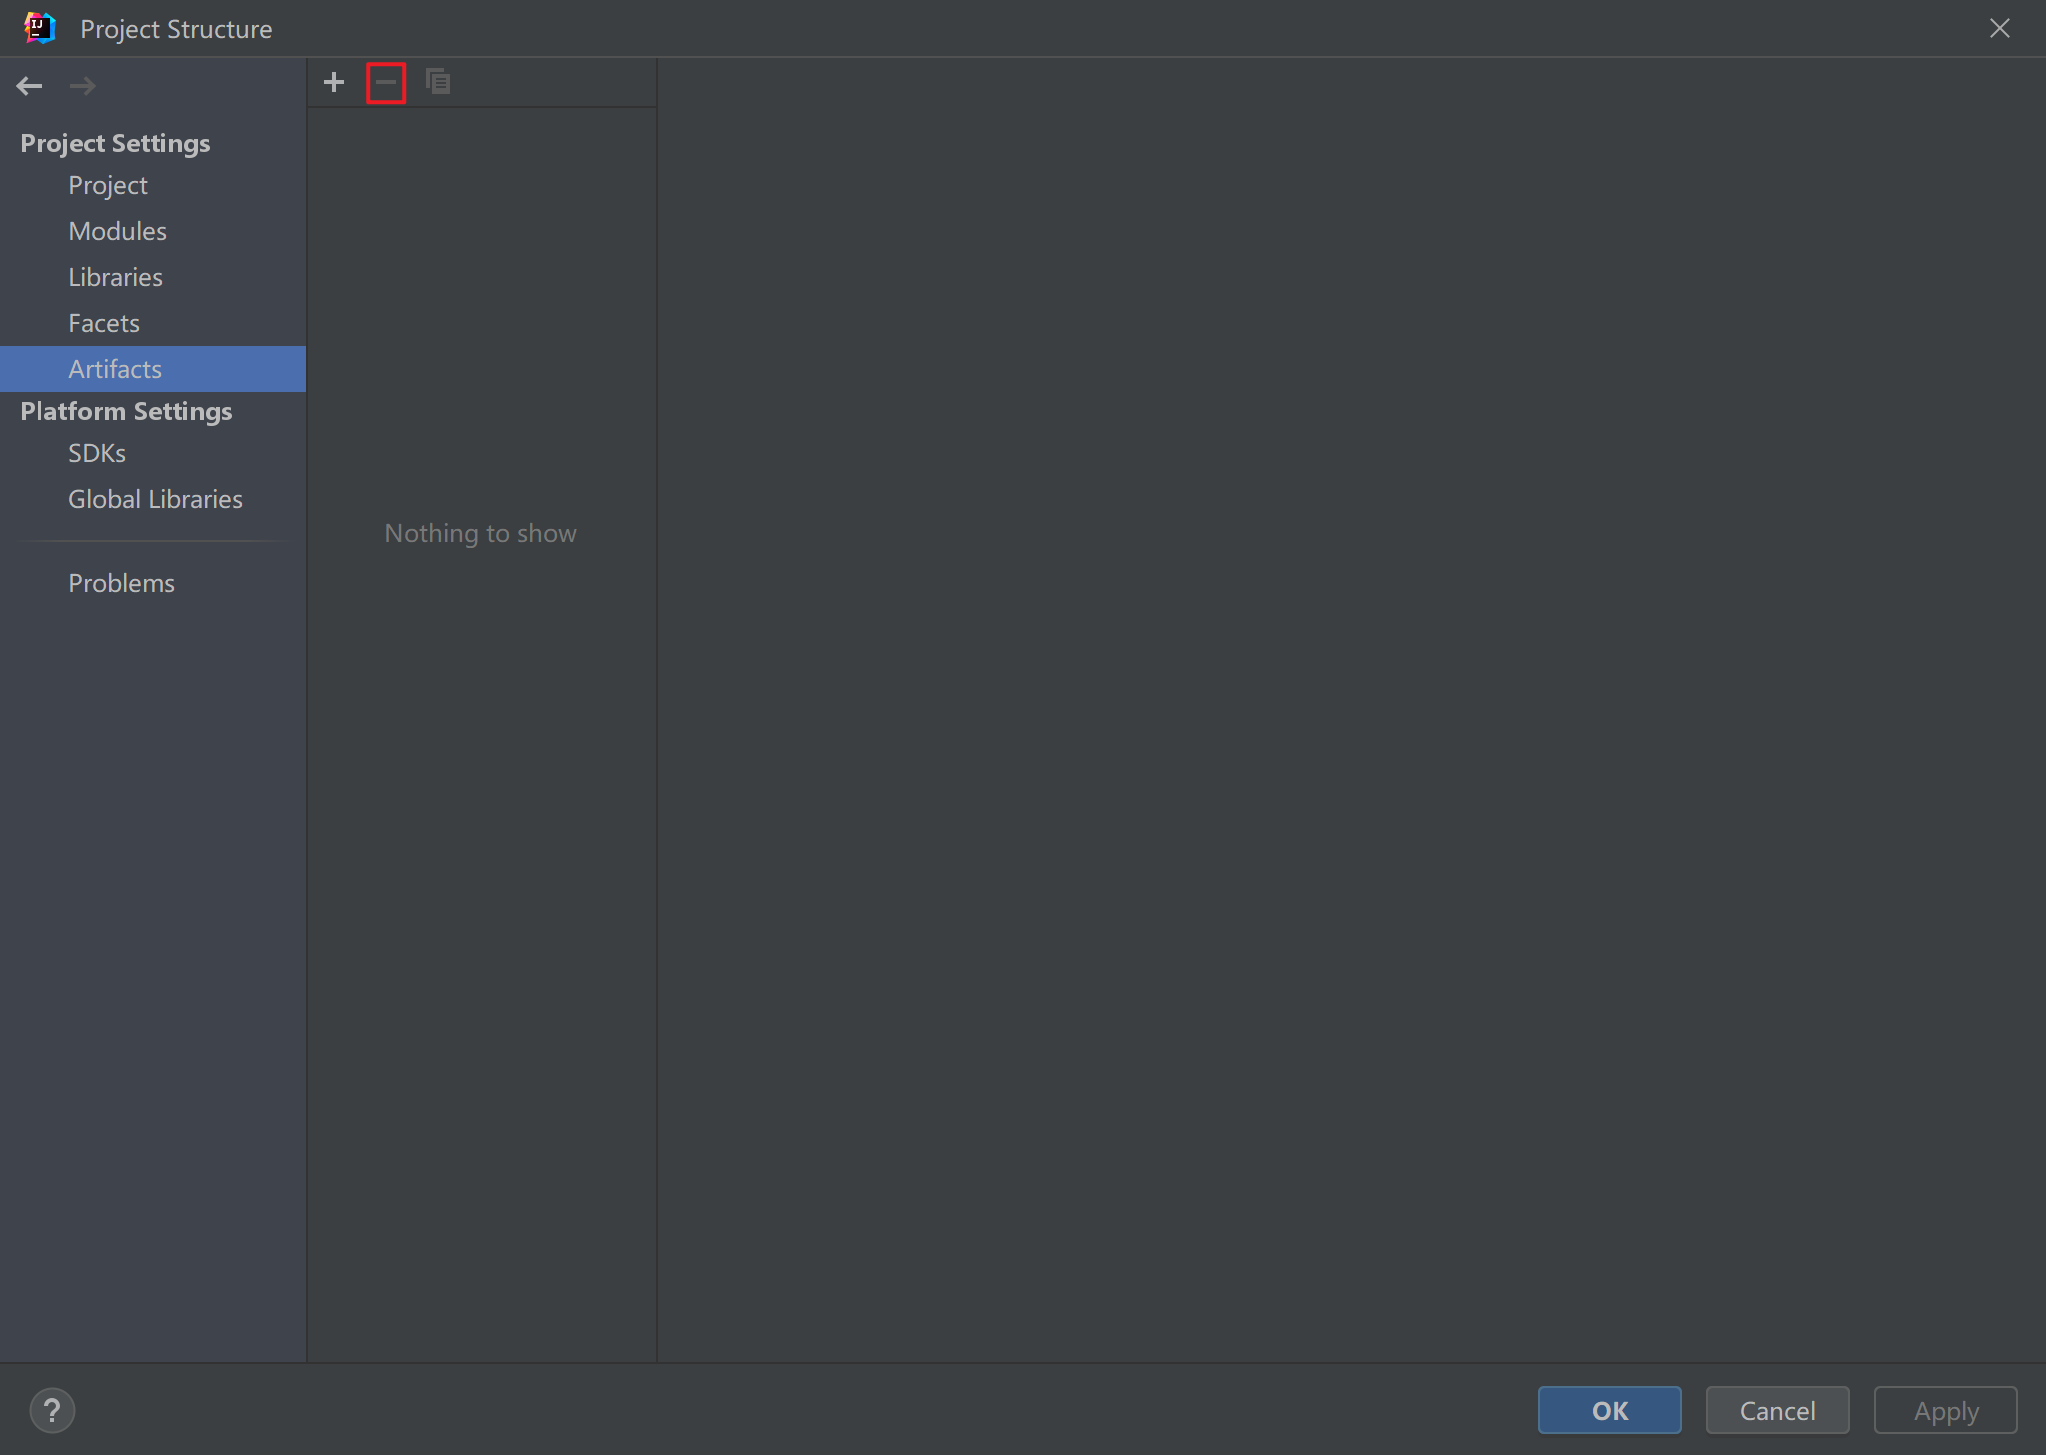 IJ
Project Structure
Project Settings
Project
Modules
Libraries
Facets
Artifacts
Platform Settings
SDKs
Global Libraries
Problems
Nothing to show
?
OK
Cancel
Apply